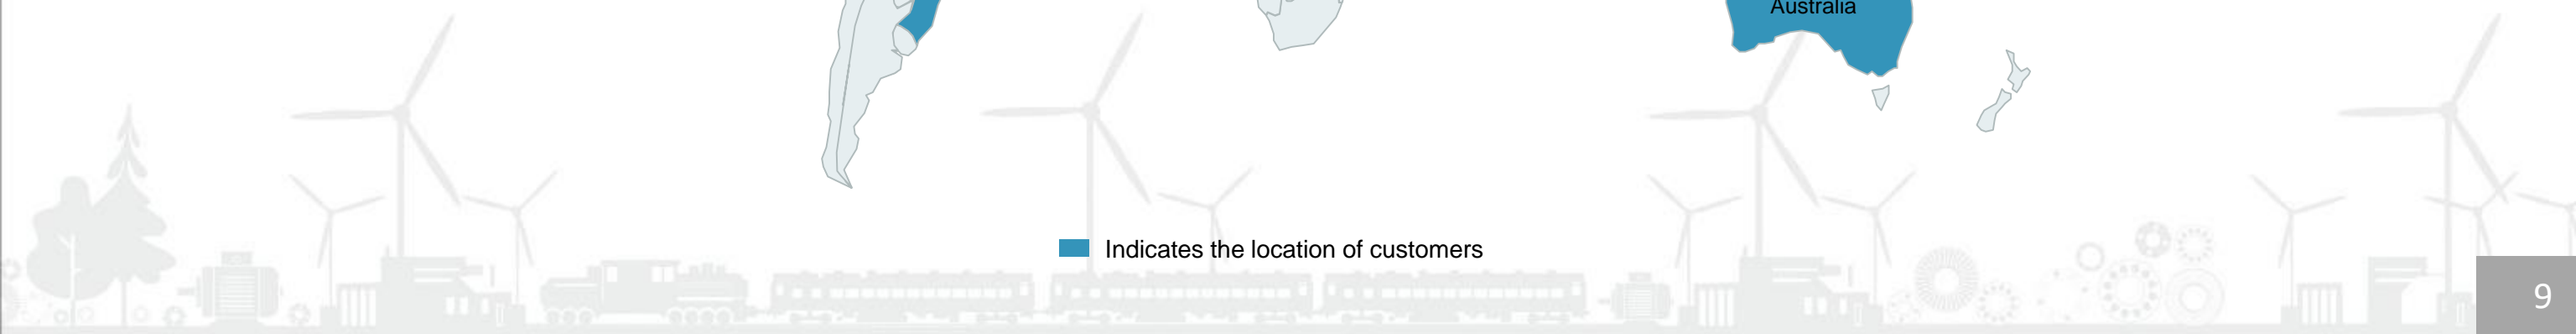 Australia
Indicates the location of customers
9